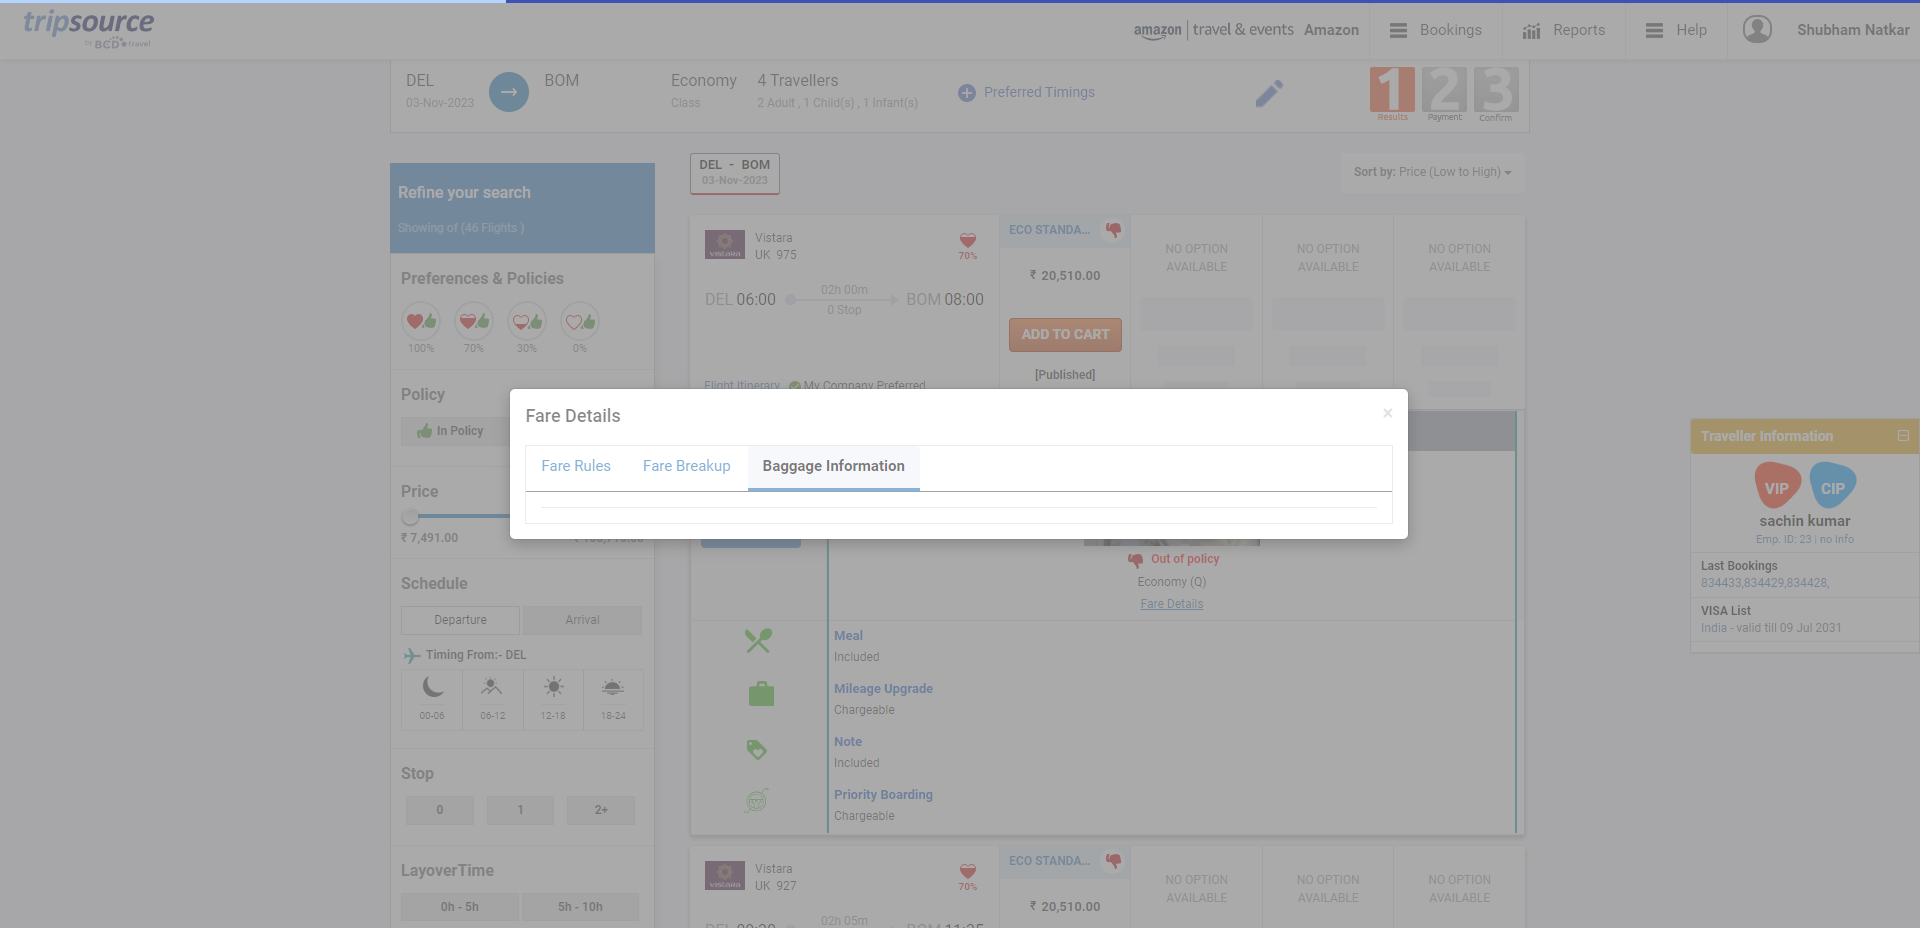 tripsource
by BCD travel
amazon travel & events Amazon
Bookings
Reports
Help
Shubham Natkar
DEL
03-Nov-2023
BOM
Economy
Class
4 Travellers
2 Adult , 1 Child(s) , 1 Infant(s)
Preferred Timings
1
Results
2
Payment
3
Confirm
Refine your search
Showing of (46 Flights )
Preferences & Policies
100%
70%
30%
0%
Policy
In Policy
Price
₹ 7,491.00
Schedule
Departure
Arrival
Timing From:- DEL
00-06
06-12
12-18
18-24
Stop
0
1
2+
LayoverTime
0h - 5h
5h - 10h
DEL - BOM
03-Nov-2023
Sort by: Price (Low to High)
VISTARA
Vistara
UK 975
70%
DEL 06:00
02h 00m
0 Stop
BOM 08:00
Flight Itinerary
My Company Preferred
ECO STANDA...
₹ 20,510.00
ADD TO CART
[Published]
NO OPTION
AVAILABLE
NO OPTION
AVAILABLE
NO OPTION
AVAILABLE
Fare Details
×
Fare Rules
Fare Breakup
Baggage Information
Out of policy
Economy (Q)
Fare Details
Meal
Included
Mileage Upgrade
Chargeable
Note
Included
Priority Boarding
Chargeable
VISTARA
Vistara
UK 927
70%
02h 05m
ECO STANDA...
₹ 20,510.00
NO OPTION
AVAILABLE
NO OPTION
AVAILABLE
NO OPTION
AVAILABLE
Traveller Information
VIP
CIP
sachin kumar
Emp. ID: 23 | no Info
Last Bookings
834433,834429,834428,
VISA List
India - valid till 09 Jul 2031